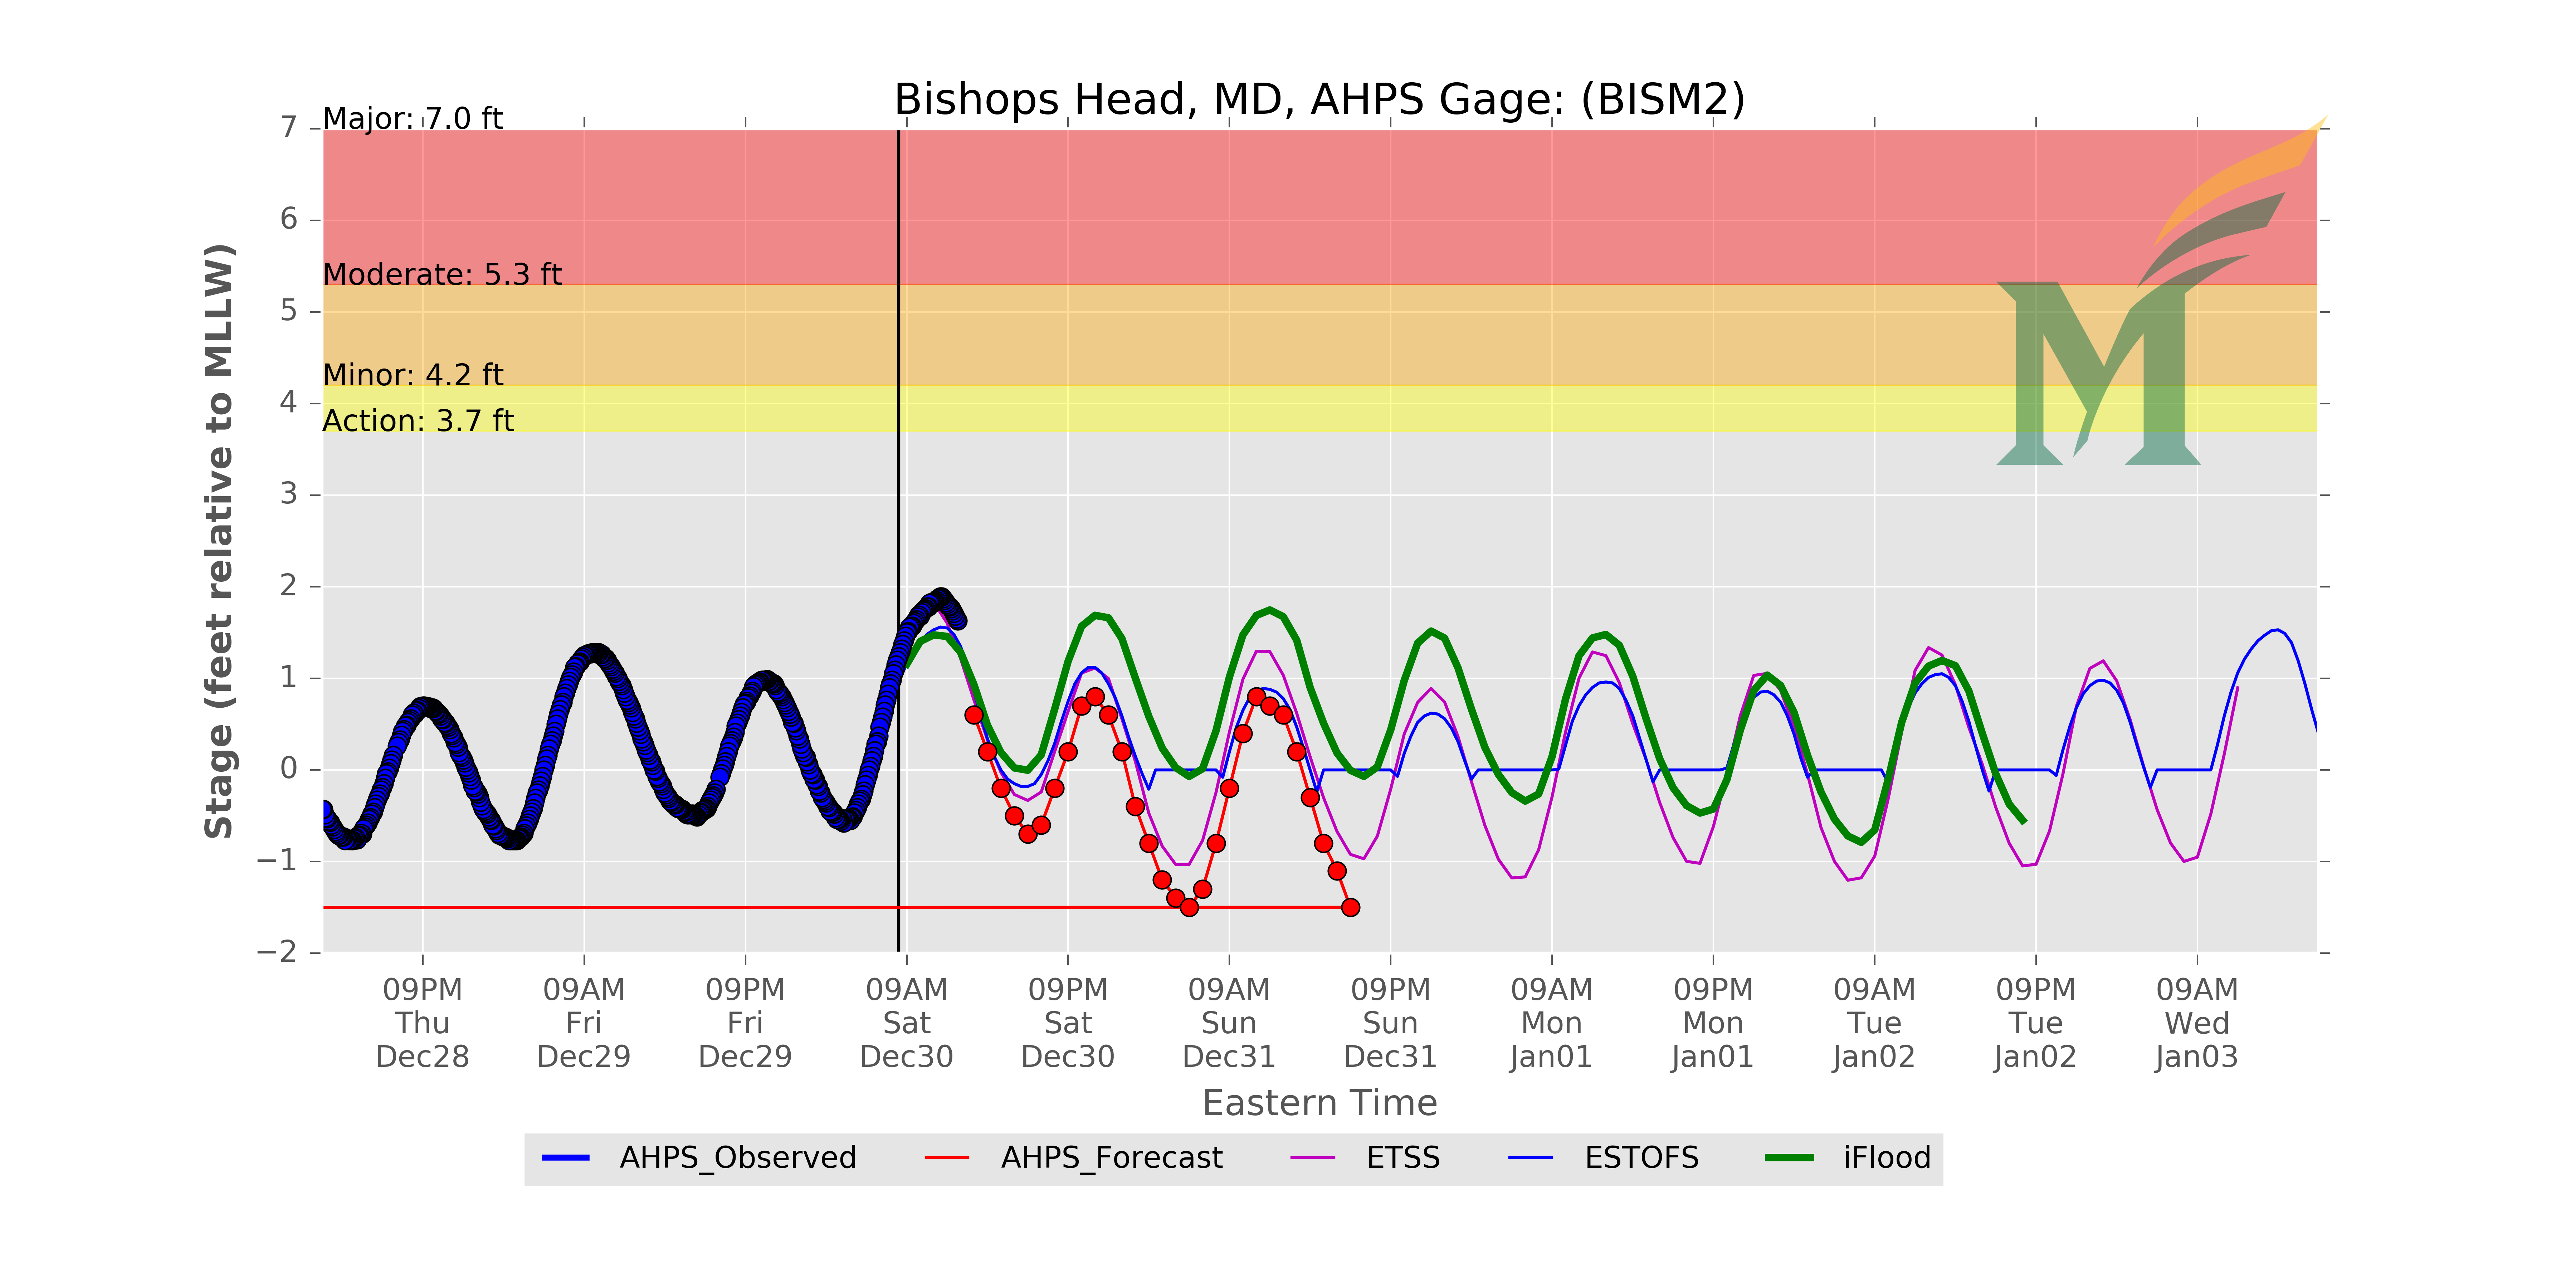 Bishops Head, MD, AHPS Gage: (BISM2)
Major: 7.0 ft
Moderate: 5.3 ft
Minor: 4.2 ft
Action: 3.7 ft
Stage (feet relative to MLLW)
7
6
5
4
3
2
1
0
−1
−2
09PM Thu Dec28
09AM Fri Dec29
09PM Fri Dec29
09AM Sat Dec30
09PM Sat Dec30
09AM Sun Dec31
09PM Sun Dec31
09AM Mon Jan01
09PM Mon Jan01
09AM Tue Jan02
09PM Tue Jan02
09AM Wed Jan03
Eastern Time
AHPS_Observed AHPS_Forecast ETSS ESTOFS iFlood
M